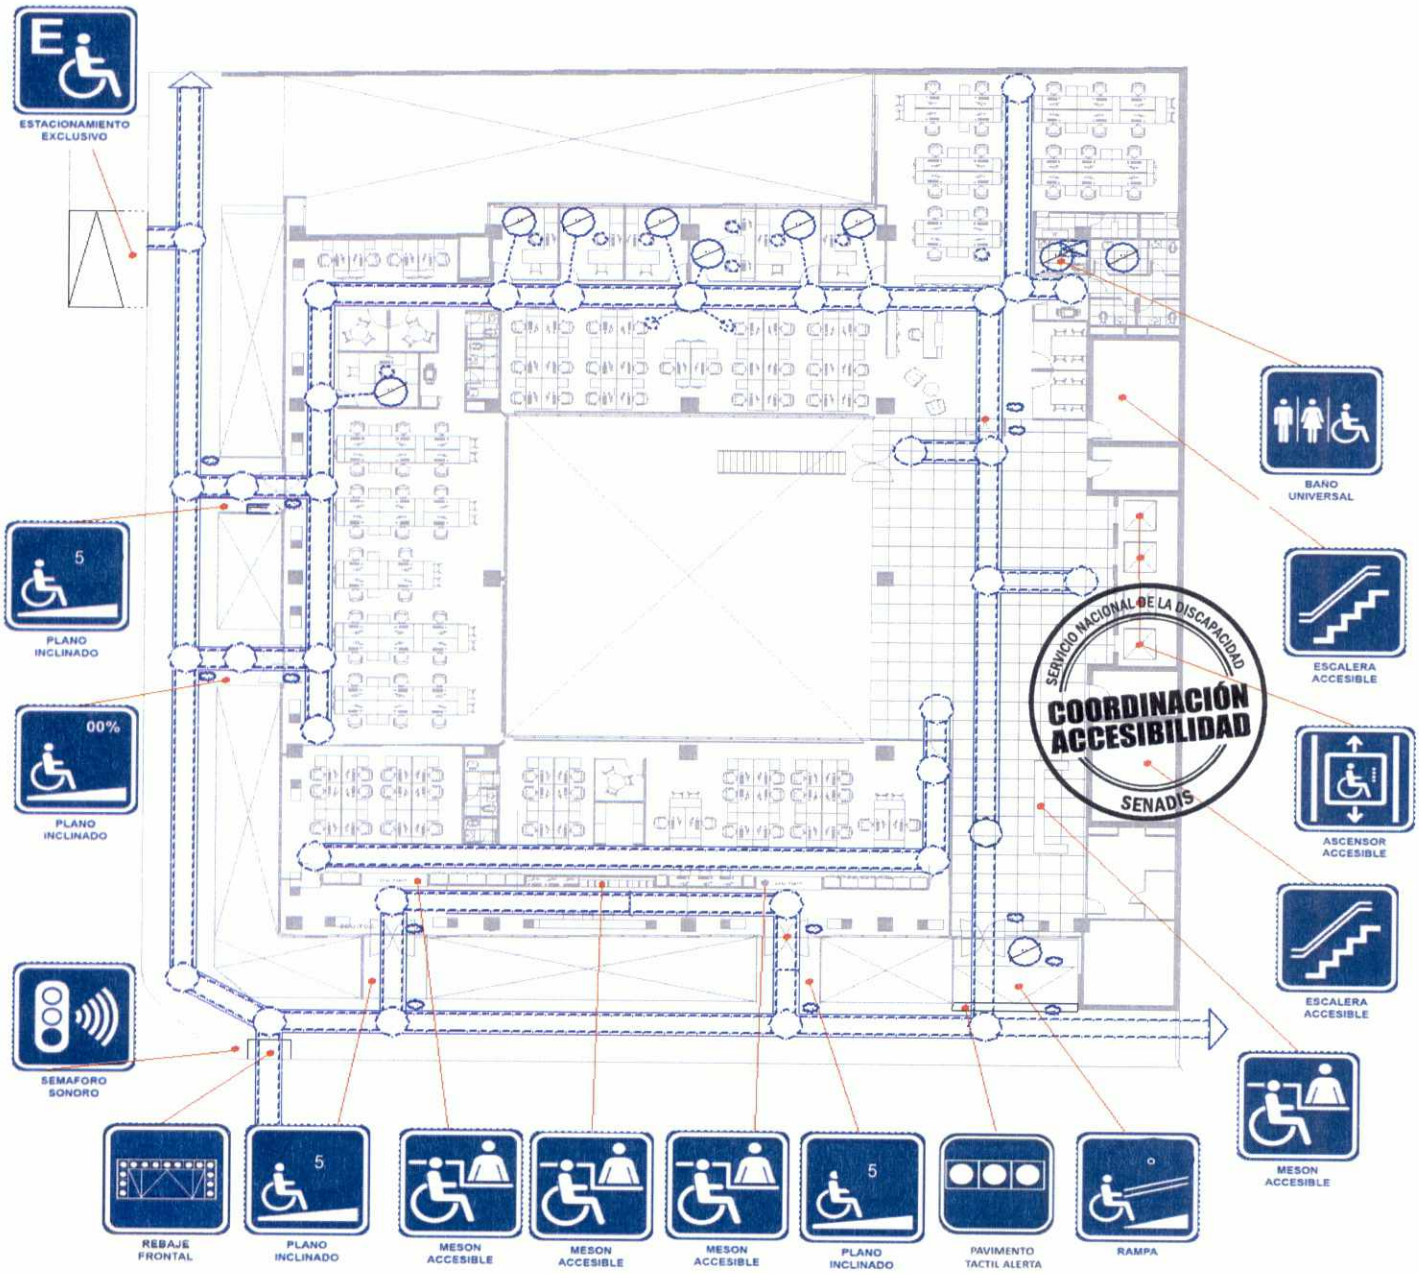 E
ESTACIONAMIENTO
EXCLUSIVO
BAÑO
UNIVERSAL
5
PLANO
INCLINADO
ESCALERA
ACCESIBLE
SERVICIO NACIONAL DE LA DISCAPACIDAD
COORDINACIÓN
ACCESIBILIDAD
SENADIS
00%
PLANO
INCLINADO
ASCENSOR
ACCESIBLE
ESCALERA
ACCESIBLE
SEMAFORO
SONORO
MESON
ACCESIBLE
REBAJE
FRONTAL
5
PLANO
INCLINADO
MESON
ACCESIBLE
MESON
ACCESIBLE
MESON
ACCESIBLE
5
PLANO
INCLINADO
PAVIMENTO
TACTIL ALERTA
RAMPA